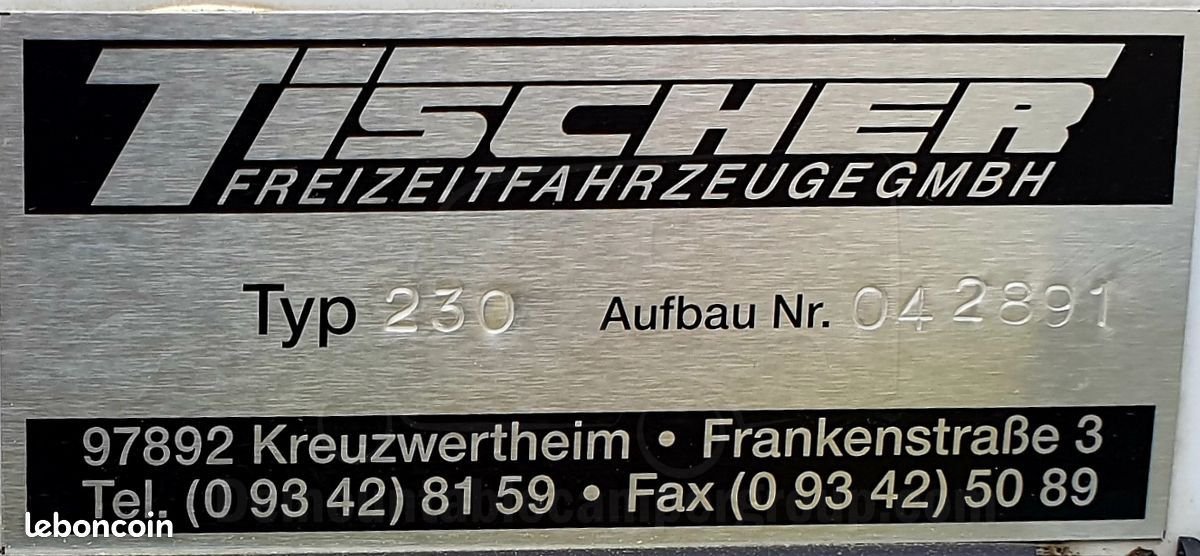 TISCHER
FREIZEITFAHRZEUGE GMBH
Typ 230 Aufbau Nr. 042891
97892 Kreuzwertheim • Frankenstraße 3
Tel. (0 93 42) 81 59 • Fax (0 93 42) 50 89
leboncoin